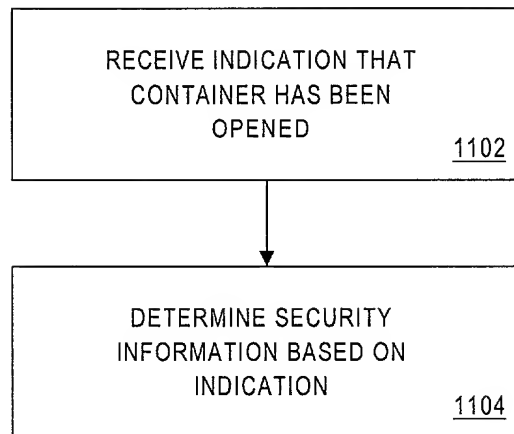 RECEIVE INDICATION THAT
CONTAINER HAS BEEN
OPENED
1102
DETERMINE SECURITY
INFORMATION BASED ON
INDICATION
1104